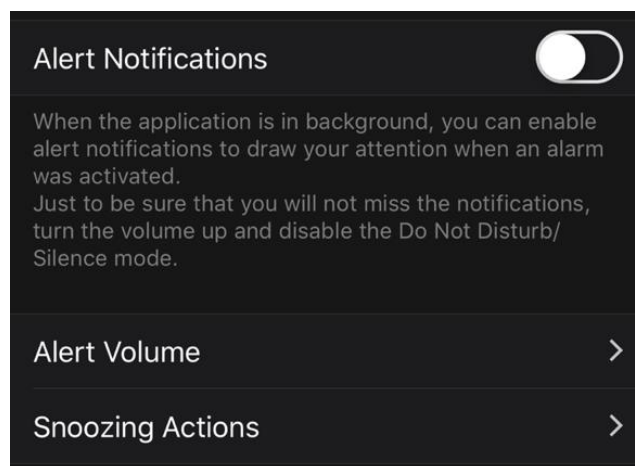 Alert Notifications
When the application is in background, you can enable
alert notifications to draw your attention when an alarm
was activated.
Just to be sure that you will not miss the notifications,
turn the volume up and disable the Do Not Disturb/
Silence mode.
Alert Volume
Snoozing Actions